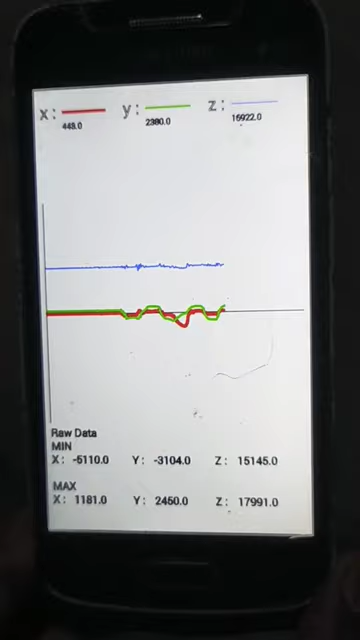 x: y: z:
448.0 2380.0 16922.0
Raw Data
MIN
X: -5110.0 Y: -3104.0 Z: 15145.0
MAX
X: 1181.0 Y: 2450.0 Z: 17991.0